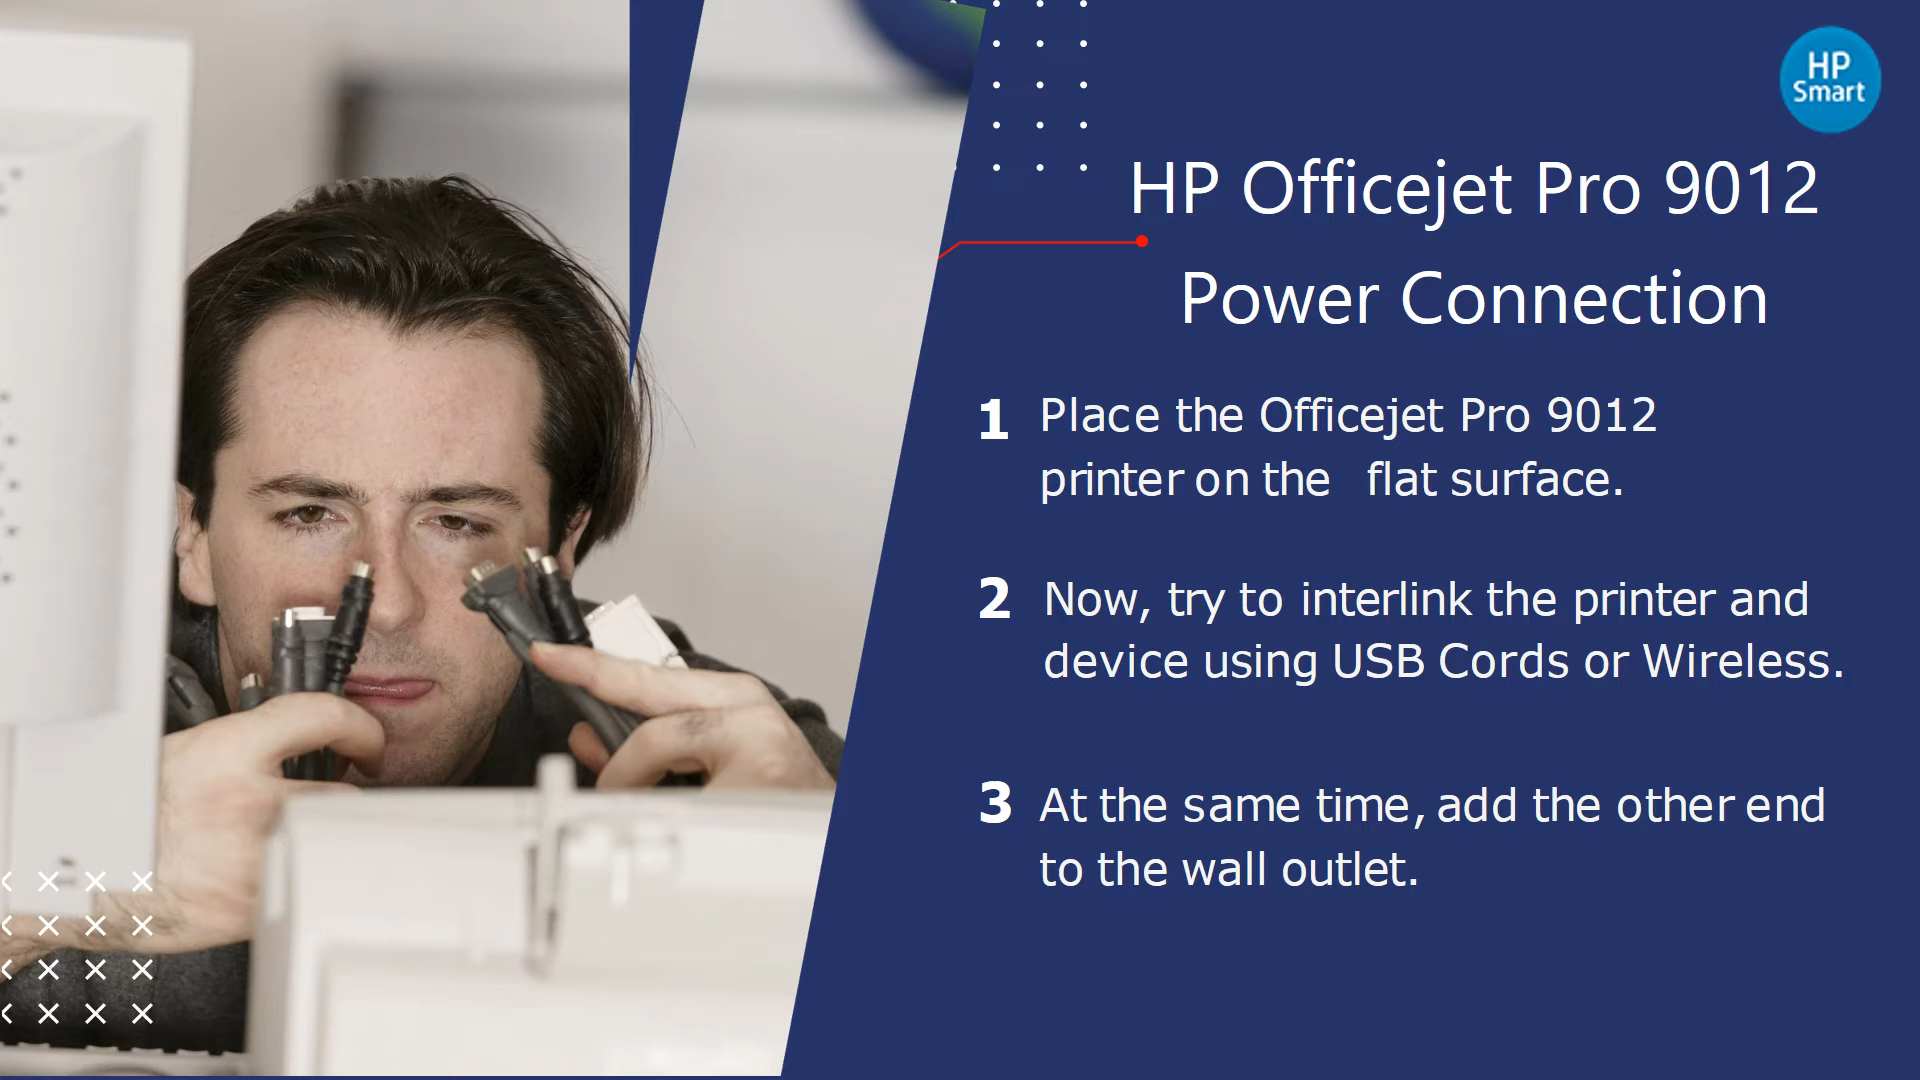 HP
Smart
HP Officejet Pro 9012
Power Connection
1 Place the Officejet Pro 9012
printer on the flat surface.
2 Now, try to interlink the printer and
device using USB Cords or Wireless.
3 At the same time, add the other end
to the wall outlet.